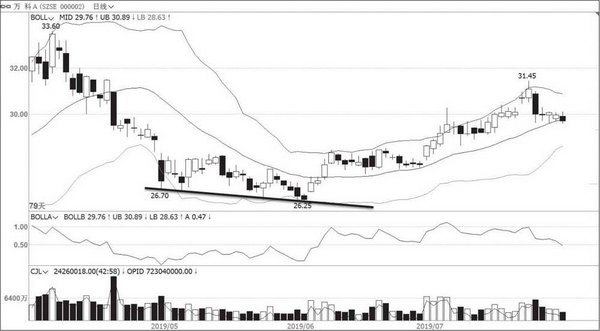 万 科A (SZSE 000002) 日线
BOLL MID 29.76 ↑ UB 30.89 ↓ LB 28.63 ↑
33.60
32.00
31.45
30.00
26.70
26.25
79天
BOLLA BOLLB 29.76 ↑ UB 30.89 ↓ LB 28.63 ↑ A 0.47 ↓
1.00
0.50
CJL 24260018.00(42:58) ↓ OPID 723040000.00 ↑
6400万
2019/05 2019/06 2019/07